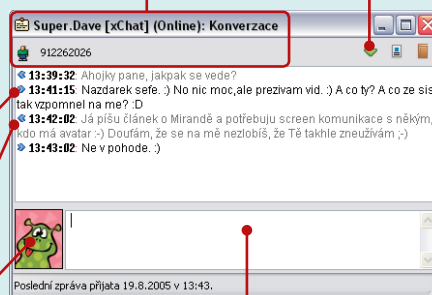 Super.Dave [xChat] (Online): Konverzace
912262026
13:39:32: Ahojky pane, jakpak se vede?
13:41:15: Nazdarek sefe. :) No nic moc,ale prezivam vid. :) A co ty? A co ze sis
tak vzpomnel na me? :D
13:42:02: Já píšu článek o Mirandě a potřebuju screen komunikace s někým,
kdo má avatar :-) Doufám, že se na mě nezlobíš, že Tě takhle zneužívám ;-)
13:43:02: Ne v pohode. :)
Poslední zpráva přijata 19.8.2005 v 13:43.